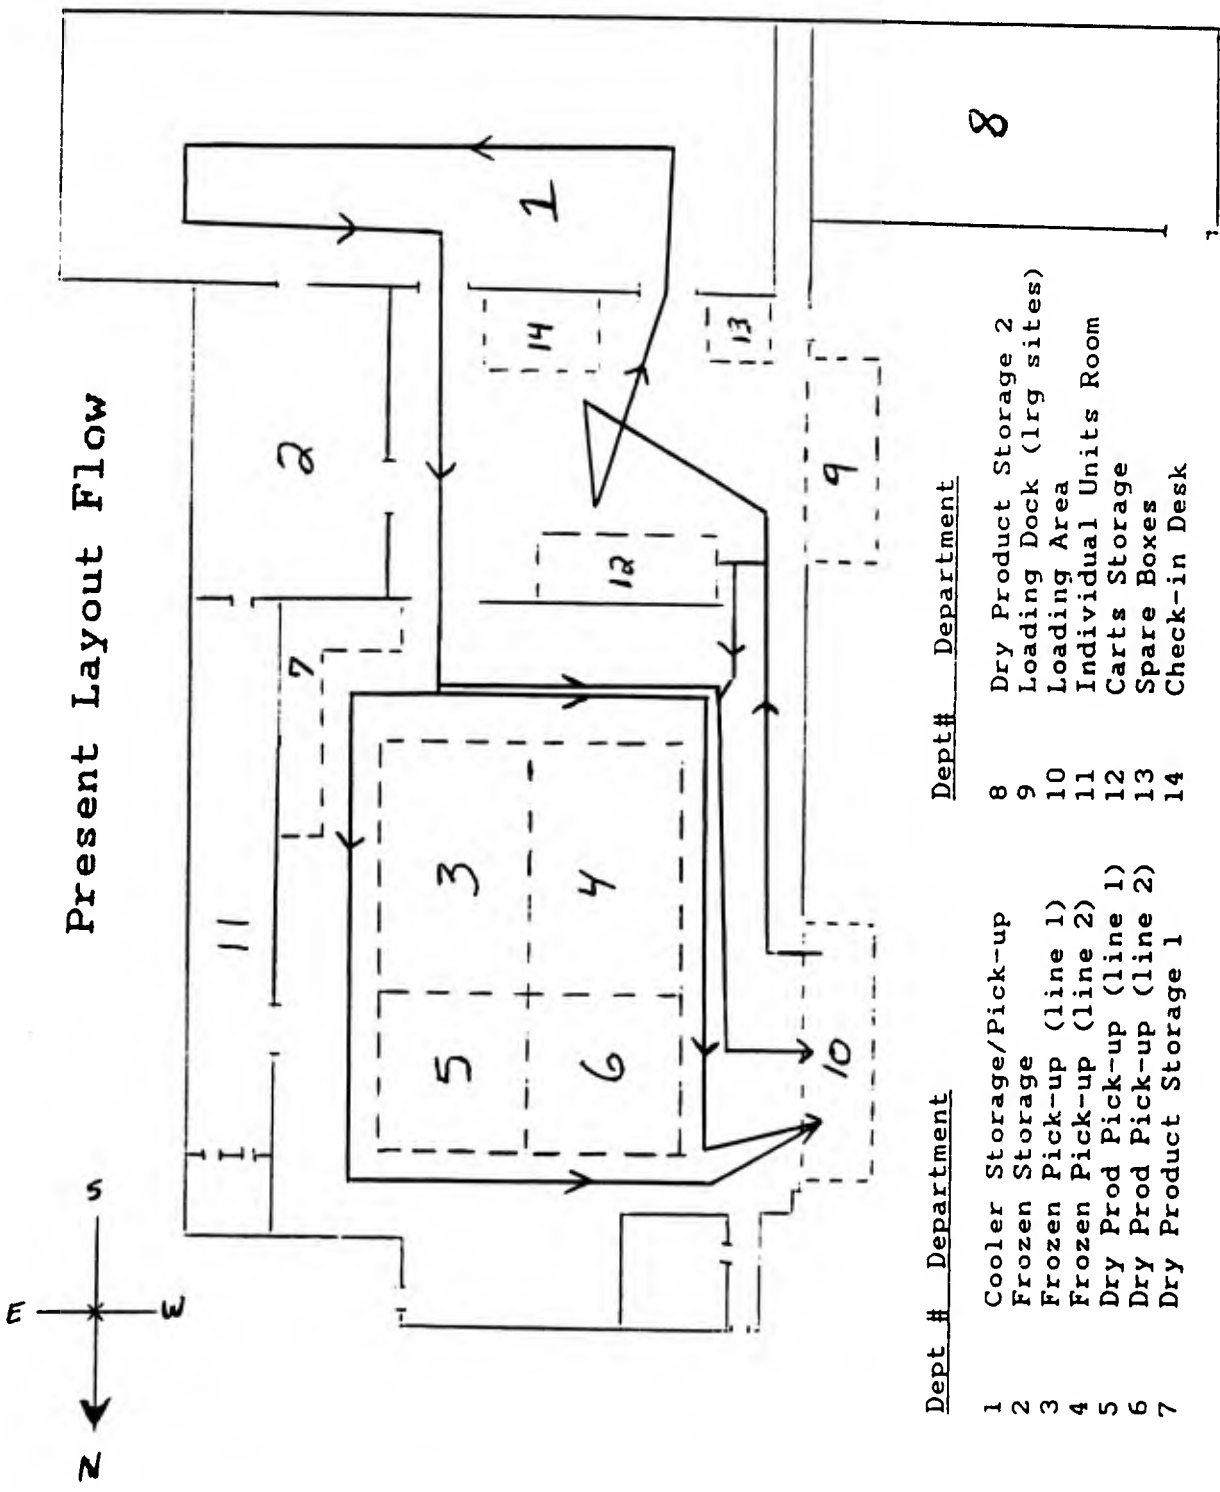 Present Layout Flow
N
S
E
W
1
2
3
4
5
6
7
8
9
10
11
12
13
14
Dept # Department
1 Cooler Storage/Pick-up
2 Frozen Storage
3 Frozen Pick-up (line 1)
4 Frozen Pick-up (line 2)
5 Dry Prod Pick-up (line 1)
6 Dry Prod Pick-up (line 2)
7 Dry Product Storage 1
Dept# Department
8 Dry Product Storage 2
9 Loading Dock (lrg sites)
10 Loading Area
11 Individual Units Room
12 Carts Storage
13 Spare Boxes
14 Check-in Desk